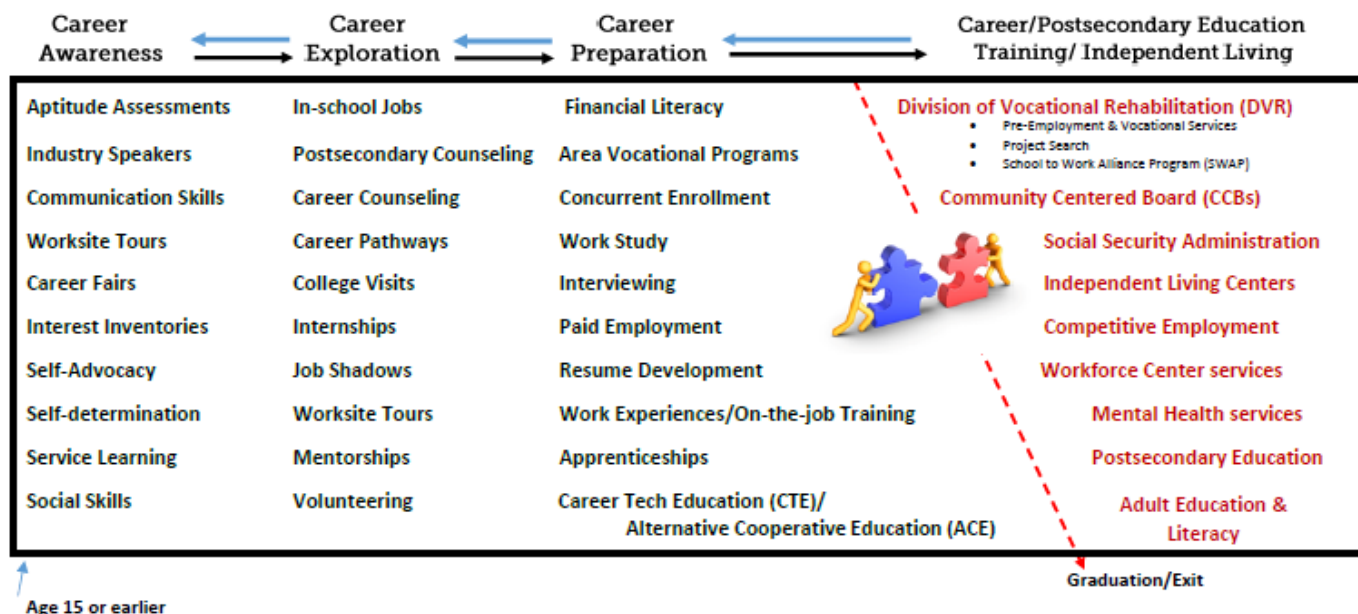 Career
Awareness
Career
Exploration
Career
Preparation
Career/Postsecondary Education
Training/ Independent Living
Aptitude Assessments
Industry Speakers
Communication Skills
Worksite Tours
Career Fairs
Interest Inventories
Self-Advocacy
Self-determination
Service Learning
Social Skills
In-school Jobs
Postsecondary Counseling
Career Counseling
Career Pathways
College Visits
Internships
Job Shadows
Worksite Tours
Mentorships
Volunteering
Financial Literacy
Area Vocational Programs
Concurrent Enrollment
Work Study
Interviewing
Paid Employment
Resume Development
Work Experiences/On-the-job Training
Apprenticeships
Career Tech Education (CTE)/
Alternative Cooperative Education (ACE)
Division of Vocational Rehabilitation (DVR)
• Pre-Employment & Vocational Services
• Project Search
• School to Work Alliance Program (SWAP)
Community Centered Board (CCBs)
Social Security Administration
Independent Living Centers
Competitive Employment
Workforce Center services
Mental Health services
Postsecondary Education
Adult Education &
Literacy
Graduation/Exit
Age 15 or earlier